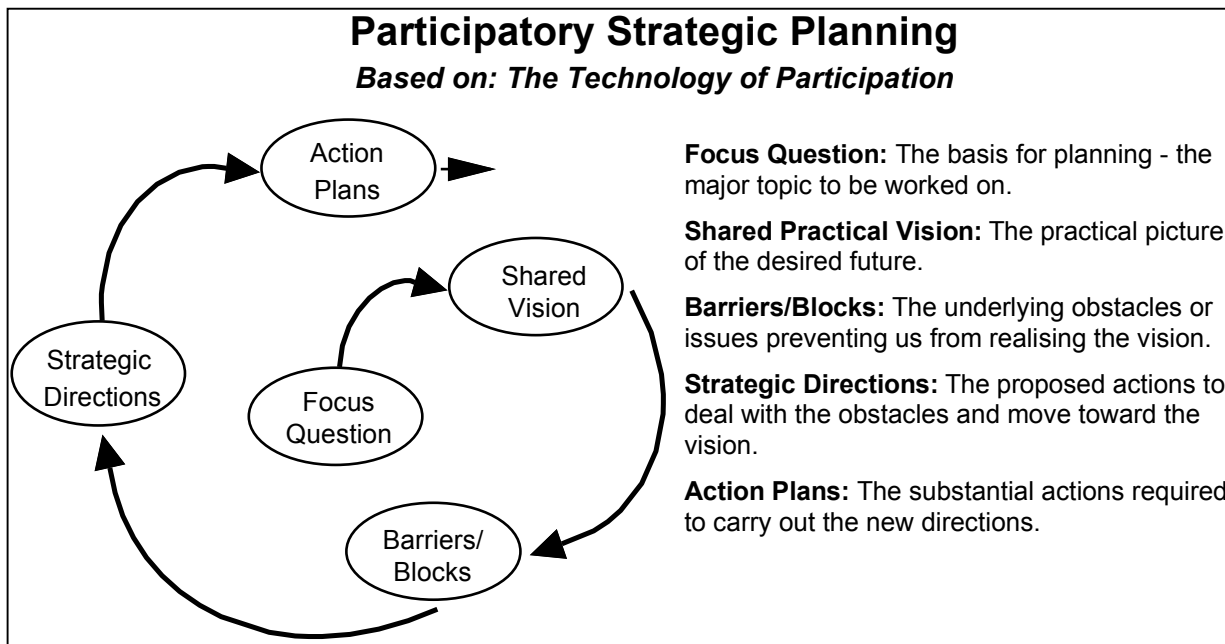 Participatory Strategic Planning
Based on: The Technology of Participation
Action
Plans
Shared
Vision
Strategic
Directions
Focus
Question
Barriers/
Blocks
Focus Question: The basis for planning - the
major topic to be worked on.
Shared Practical Vision: The practical picture
of the desired future.
Barriers/Blocks: The underlying obstacles or
issues preventing us from realising the vision.
Strategic Directions: The proposed actions to
deal with the obstacles and move toward the
vision.
Action Plans: The substantial actions required
to carry out the new directions.